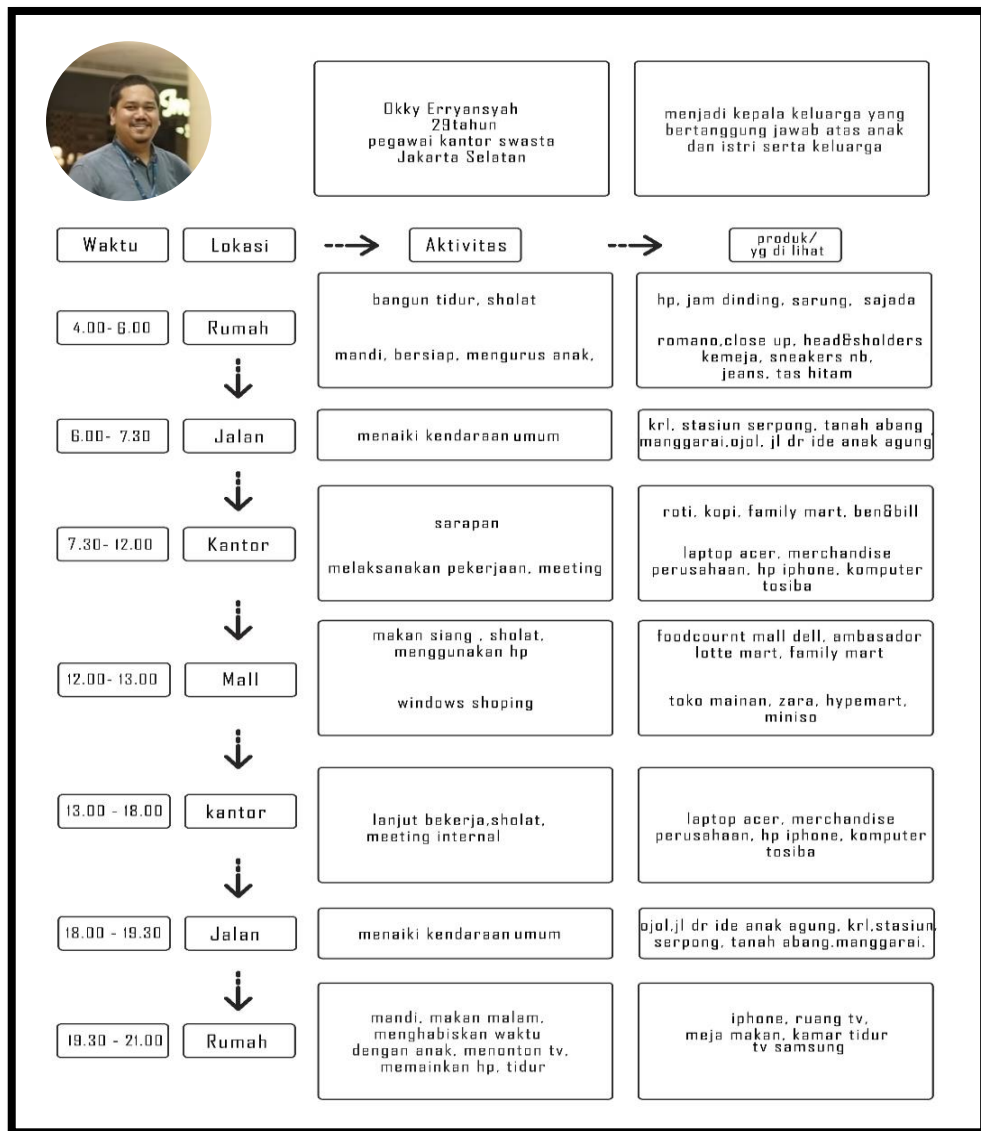 Okky Erryansyah
29tahun
pegawai kantor swasta
Jakarta Selatan
menjadi kepala keluarga yang
bertanggung jawab atas anak
dan istri serta keluarga
Waktu
Lokasi
Aktivitas
produk/
yg di lihat
4.00- 6.00
Rumah
bangun tidur, sholat
mandi, bersiap, mengurus anak,
hp, jam dinding, sarung, sajada
romano,close up, head&sholders
kemeja, sneakers nb,
jeans, tas hitam
6.00- 7.30
Jalan
menaiki kendaraan umum
krl, stasiun serpong, tanah abang
manggarai,ojol, jl dr ide anak agung
7.30- 12.00
Kantor
sarapan
melaksanakan pekerjaan, meeting
roti, kopi, family mart, ben&bill
laptop acer, merchandise
perusahaan, hp iphone, komputer
tosiba
12.00- 13.00
Mall
makan siang , sholat,
menggunakan hp
windows shoping
foodcournt mall dell, ambasador
lotte mart, family mart
toko mainan, zara, hypemart,
miniso
13.00 - 18.00
kantor
lanjut bekerja,sholat,
meeting internal
laptop acer, merchandise
perusahaan, hp iphone, komputer
tosiba
18.00 - 19.30
Jalan
menaiki kendaraan umum
ojol,jl dr ide anak agung, krl,stasiun,
serpong, tanah abang.manggarai.
19.30 - 21.00
Rumah
mandi, makan malam,
menghabiskan waktu
dengan anak, menonton tv,
memainkan hp, tidur
iphone, ruang tv,
meja makan, kamar tidur
tv samsung